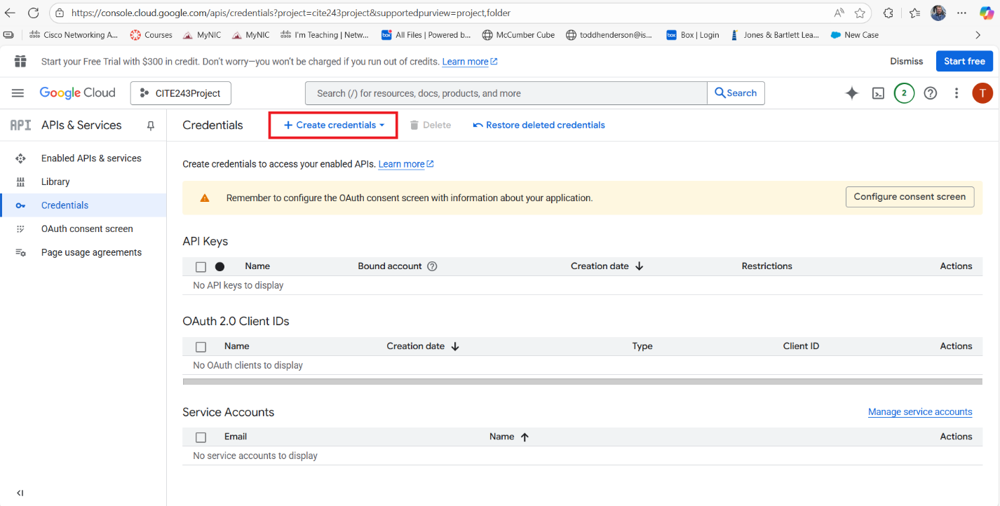 https://console.cloud.google.com/apis/credentials?project=cite243project&supportedpurview=project,folder
Cisco Networking A... Courses MyNIC MyNIC I'm Teaching | Netw... box All Files | Powered b... McCumber Cube toddhenderson@is... box Box | Login Jones & Bartlett Lea... New Case
Start your Free Trial with $300 in credit. Don't worry—you won't be charged if you run out of credits. Learn more
Dismiss Start free
Google Cloud CITE243Project Search (/) for resources, docs, products, and more Search 2 T
API APIs & Services
Credentials + Create credentials Delete Restore deleted credentials
Enabled APIs & services
Library
Credentials
OAuth consent screen
Page usage agreements
Create credentials to access your enabled APIs. Learn more
Remember to configure the OAuth consent screen with information about your application. Configure consent screen
API Keys
Name Bound account Creation date Restrictions Actions
No API keys to display
OAuth 2.0 Client IDs
Name Creation date Type Client ID Actions
No OAuth clients to display
Service Accounts Manage service accounts
Email Name Actions
No service accounts to display